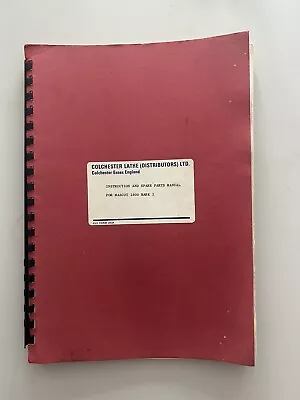 COLCHESTER LATHE (DISTRIBUTORS) LTD.
Colchester Essex England
INSTRUCTION AND SPARE PARTS MANUAL
FOR MASCOT 1600 MARK I